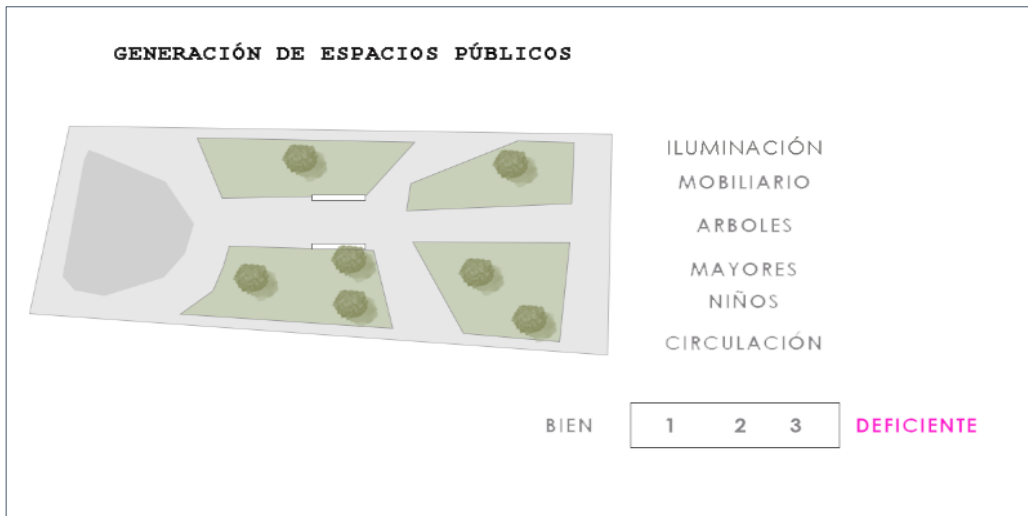 GENERACIÓN DE ESPACIOS PÚBLICOS
ILUMINACIÓN
MOBILIARIO
ARBOLES
MAYORES
NIÑOS
CIRCULACIÓN
BIEN 1 2 3 DEFICIENTE